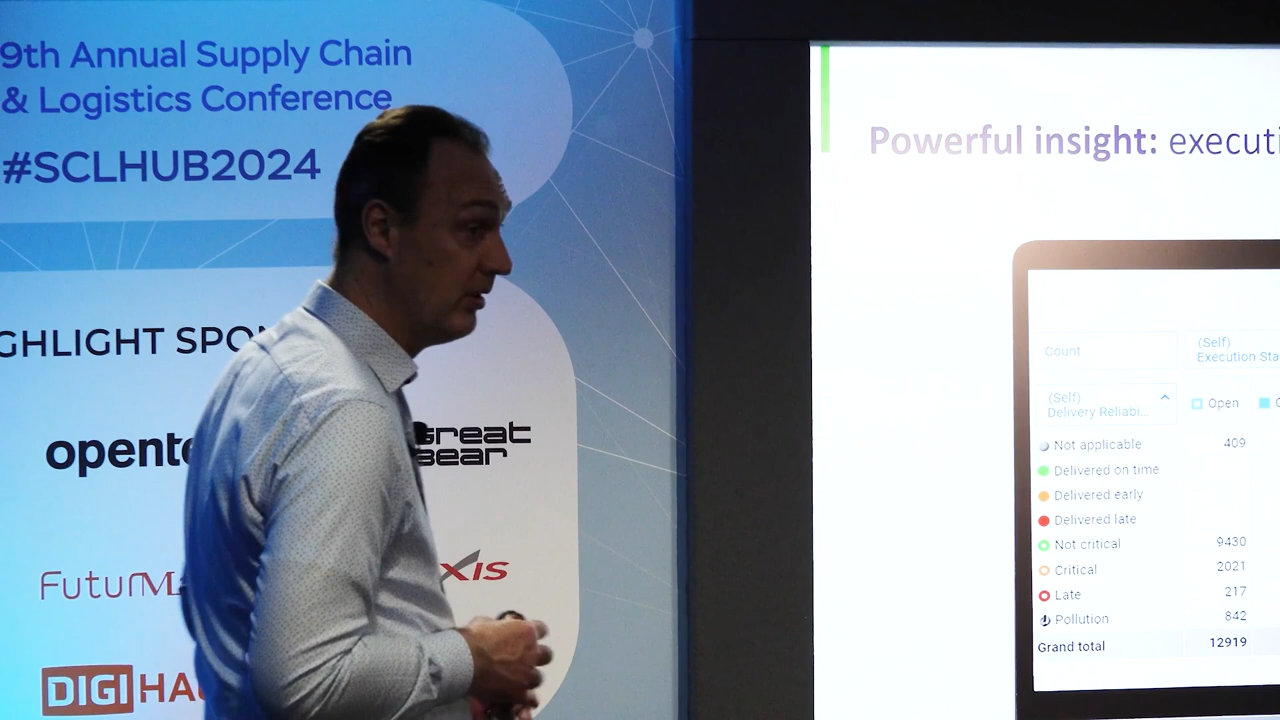 9th Annual Supply Chain
& Logistics Conference
#SCLHUB2024
GHLIGHT SPON
opente
Great
Bear
FuturM
XIS
DIGI HAU
Powerful insight: executi
Count
(Self)
Execution Sta
(Self)
Delivery Reliabi...
Open
Not applicable 409
Delivered on time
Delivered early
Delivered late
Not critical 9430
Critical 2021
Late 217
Pollution 842
Grand total 12919